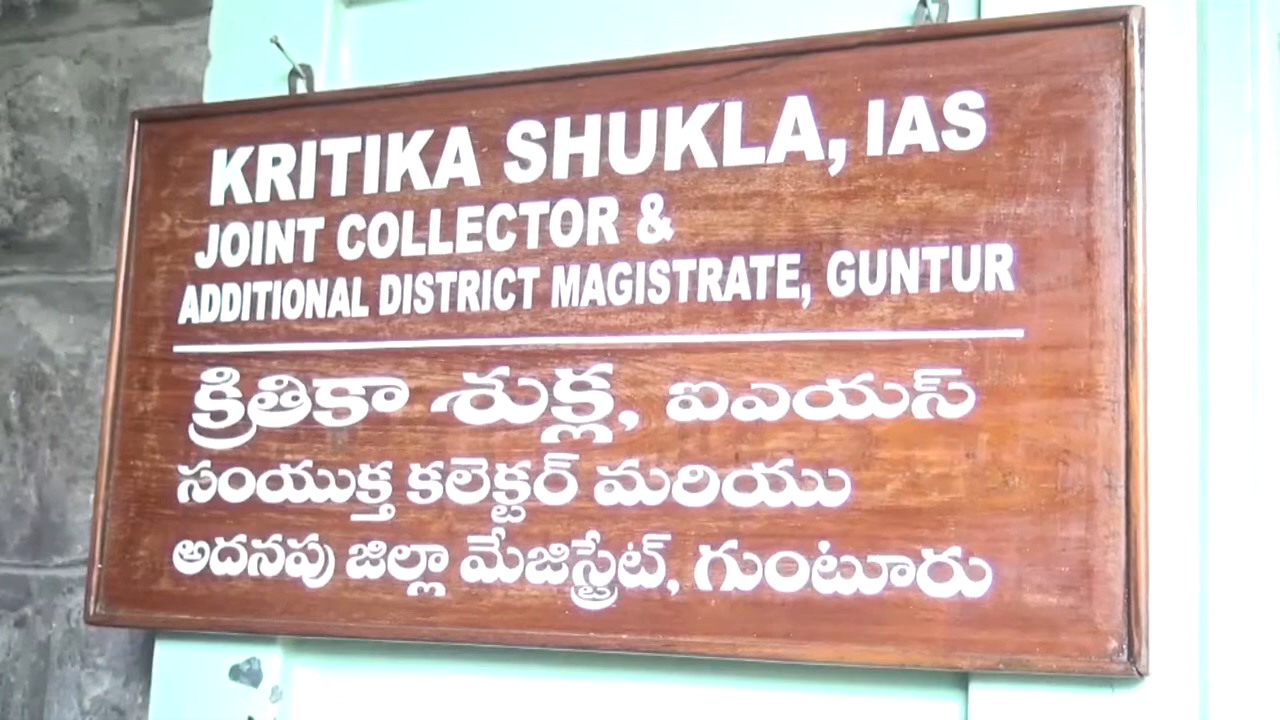 KRITIKA SHUKLA, IAS
JOINT COLLECTOR &
ADDITIONAL DISTRICT MAGISTRATE, GUNTUR
క్రితికా శుక్ల, ఐఎయస్
సంయుక్త కలెక్టర్ మరియు
అదనపు జిల్లా మేజిస్ట్రేట్, గుంటూరు